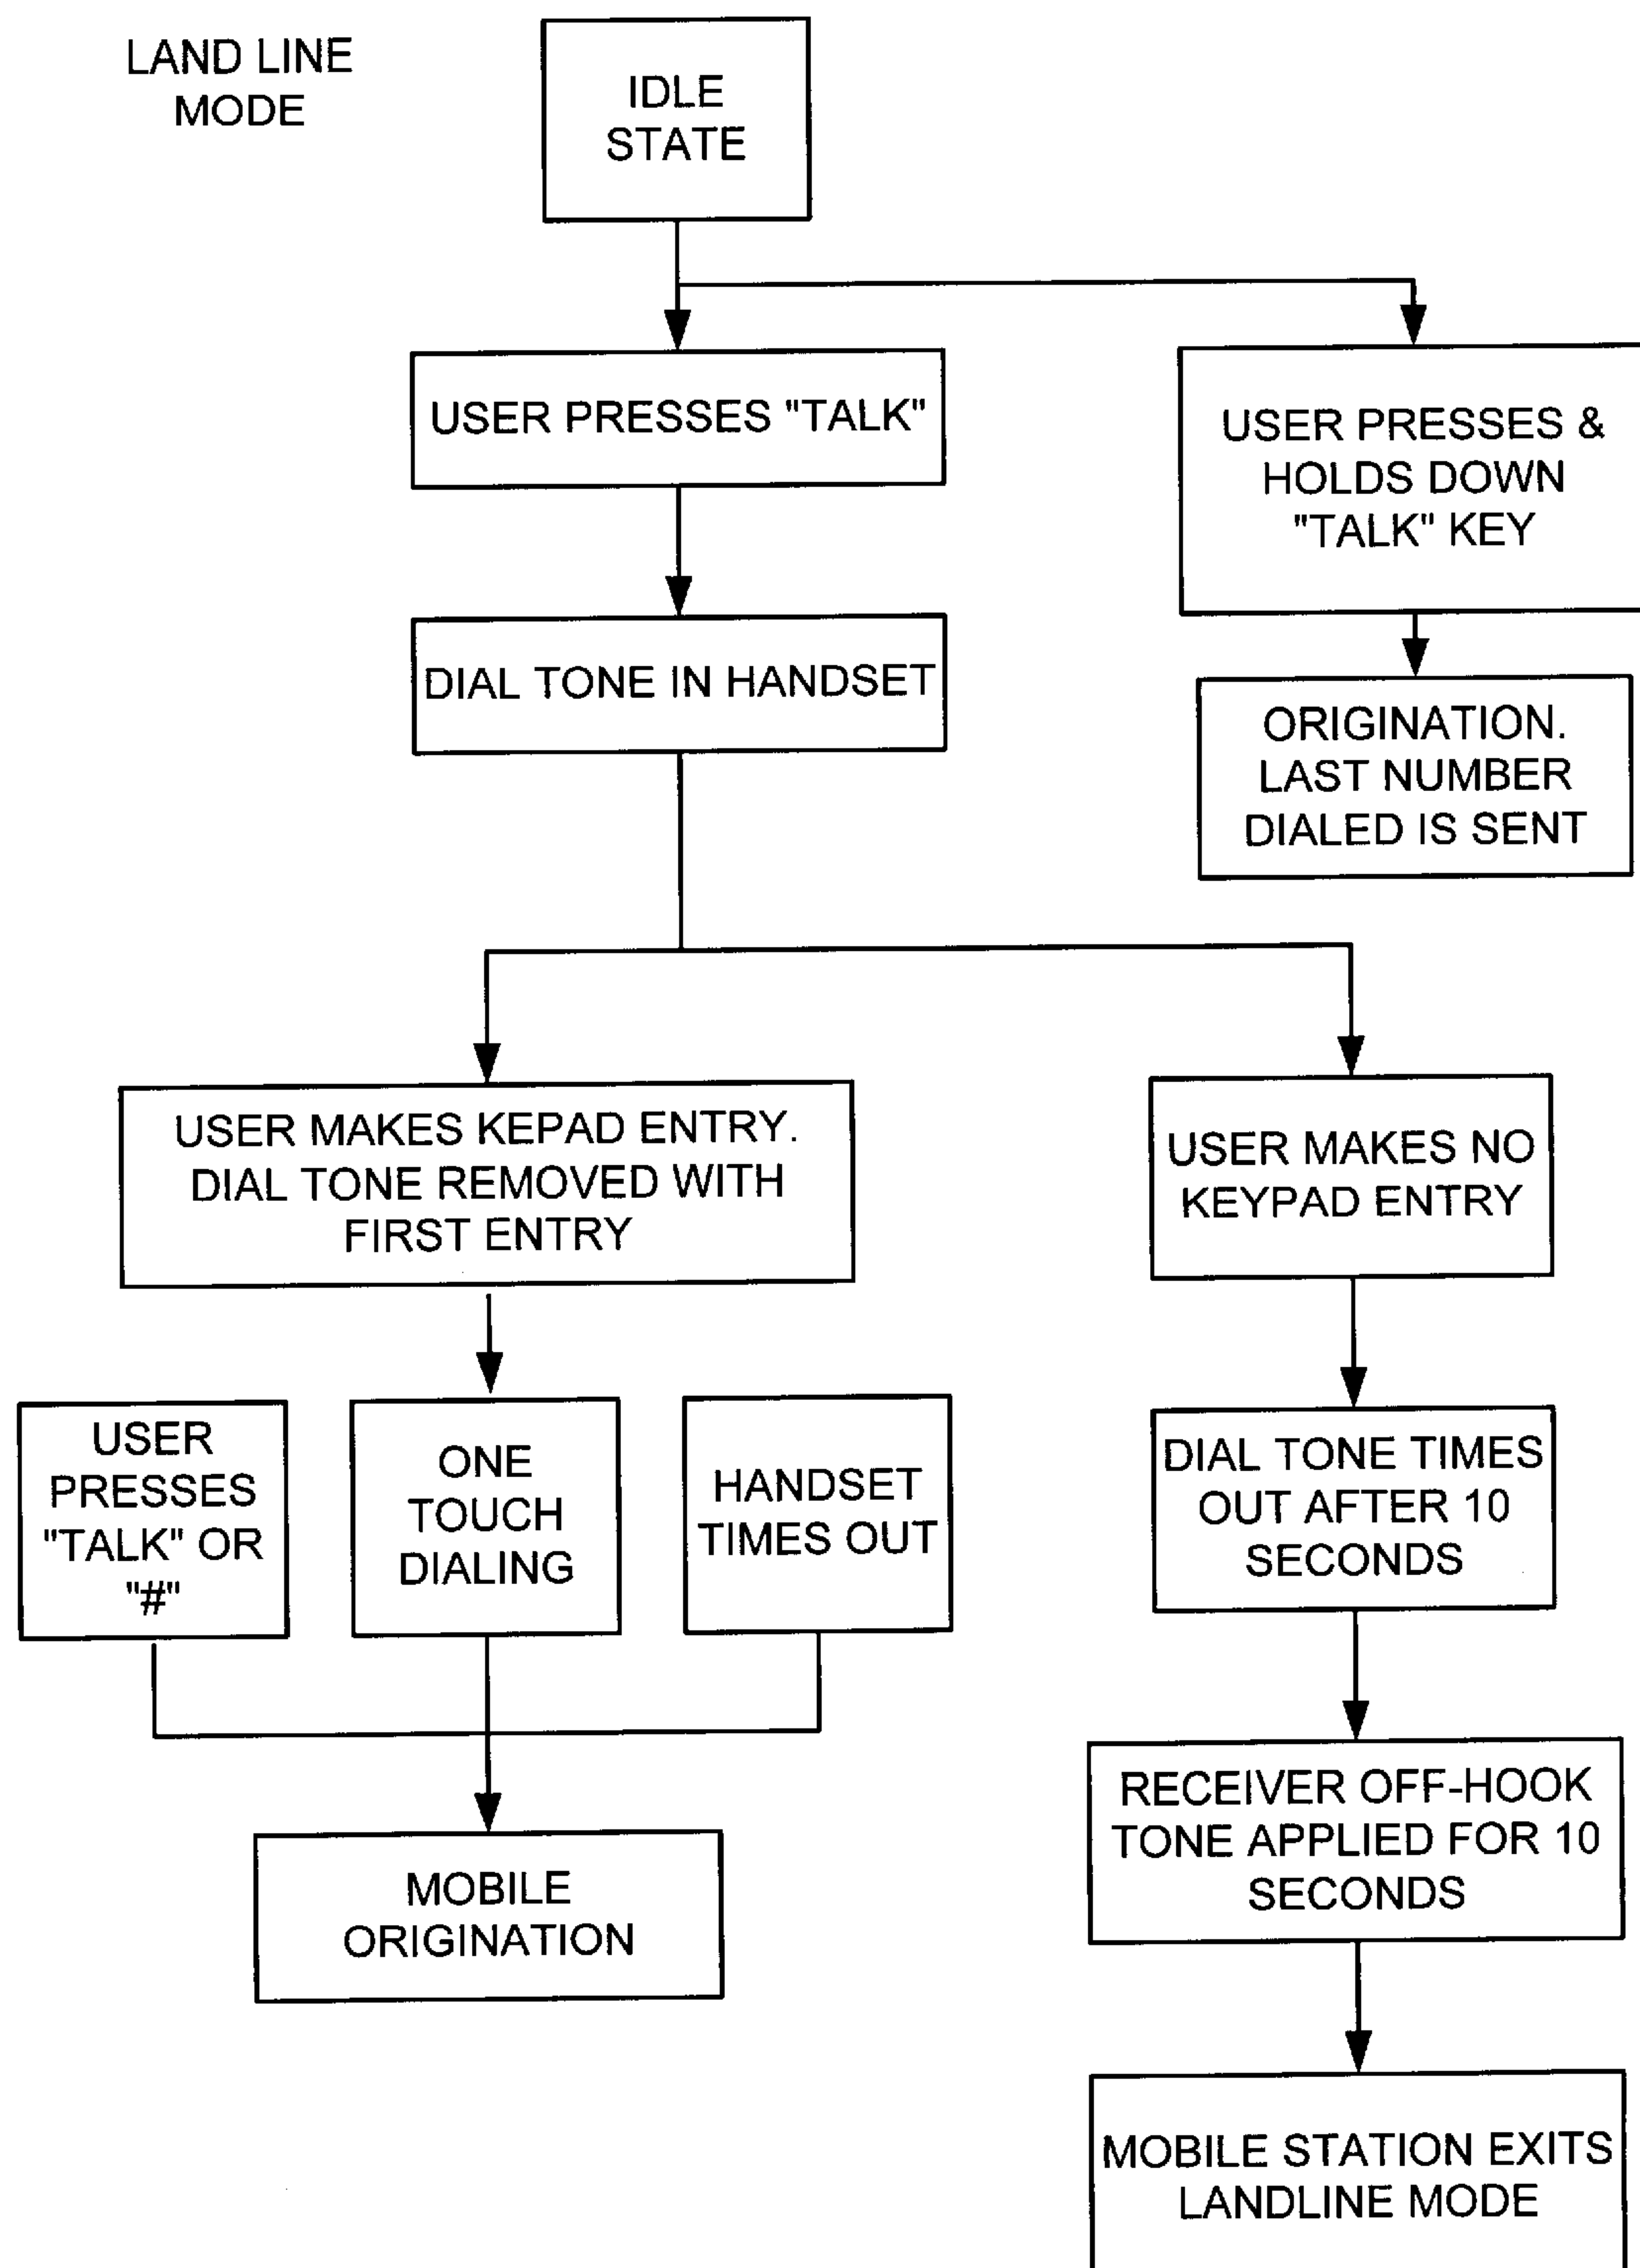 LAND LINE
MODE
IDLE
STATE
USER PRESSES "TALK"
USER PRESSES &
HOLDS DOWN
"TALK" KEY
DIAL TONE IN HANDSET
ORIGINATION.
LAST NUMBER
DIALED IS SENT
USER MAKES KEPAD ENTRY.
DIAL TONE REMOVED WITH
FIRST ENTRY
USER MAKES NO
KEYPAD ENTRY
USER
PRESSES
"TALK" OR
"#"
ONE
TOUCH
DIALING
HANDSET
TIMES OUT
DIAL TONE TIMES
OUT AFTER 10
SECONDS
MOBILE
ORIGINATION
RECEIVER OFF-HOOK
TONE APPLIED FOR 10
SECONDS
MOBILE STATION EXITS
LANDLINE MODE